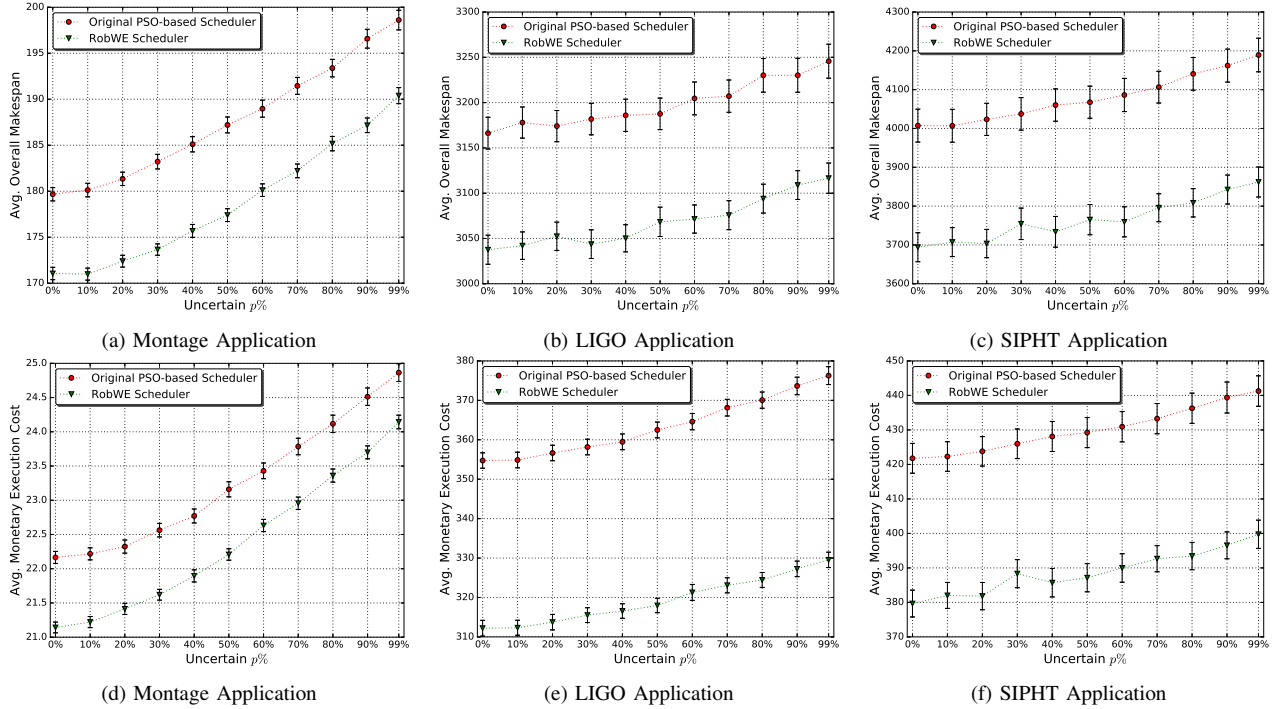 Original PSO-based Scheduler
RobWE Scheduler
Avg. Overall Makespan
200
195
190
185
180
175
170
0% 10% 20% 30% 40% 50% 60% 70% 80% 90% 99%
Uncertain p%
(a) Montage Application
Original PSO-based Scheduler
RobWE Scheduler
Avg. Overall Makespan
3300
3250
3200
3150
3100
3050
3000
0% 10% 20% 30% 40% 50% 60% 70% 80% 90% 99%
Uncertain p%
(b) LIGO Application
Original PSO-based Scheduler
RobWE Scheduler
Avg. Overall Makespan
4300
4200
4100
4000
3900
3800
3700
3600
0% 10% 20% 30% 40% 50% 60% 70% 80% 90% 99%
Uncertain p%
(c) SIPHT Application
Original PSO-based Scheduler
RobWE Scheduler
Avg. Monetary Execution Cost
25.0
24.5
24.0
23.5
23.0
22.5
22.0
21.5
21.0
0% 10% 20% 30% 40% 50% 60% 70% 80% 90% 99%
Uncertain p%
(d) Montage Application
Original PSO-based Scheduler
RobWE Scheduler
Avg. Monetary Execution Cost
380
370
360
350
340
330
320
310
0% 10% 20% 30% 40% 50% 60% 70% 80% 90% 99%
Uncertain p%
(e) LIGO Application
Original PSO-based Scheduler
RobWE Scheduler
Avg. Monetary Execution Cost
450
440
430
420
410
400
390
380
370
0% 10% 20% 30% 40% 50% 60% 70% 80% 90% 99%
Uncertain p%
(f) SIPHT Application